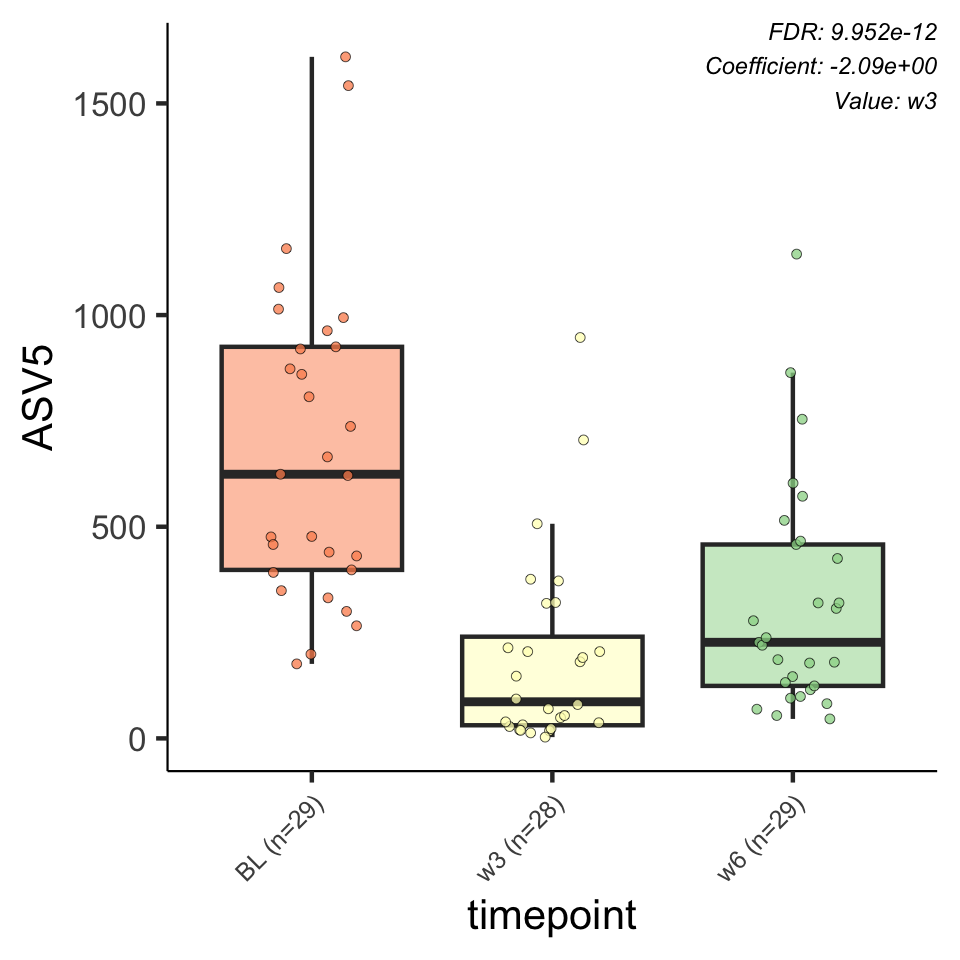 FDR: 9.952e-12
Coefficient: -2.09e+00
Value: w3
1500
1000
500
0
ASV5
BL (n=29)
w3 (n=28)
w6 (n=29)
timepoint